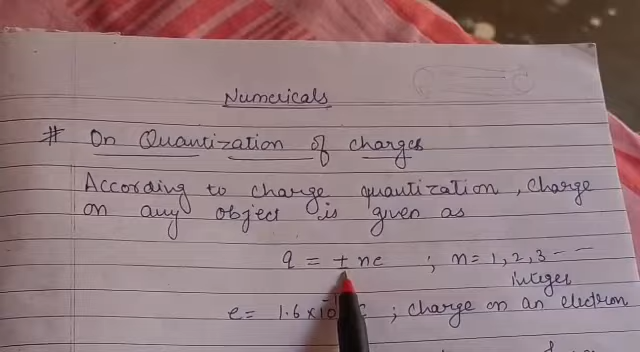 Numericals
# On Quantization of charges
According to charge quantization, charge
on any object is given as
q = ± ne ; n = 1, 2, 3 - -
integer
e = 1.6 × 10 C ; charge on an electron